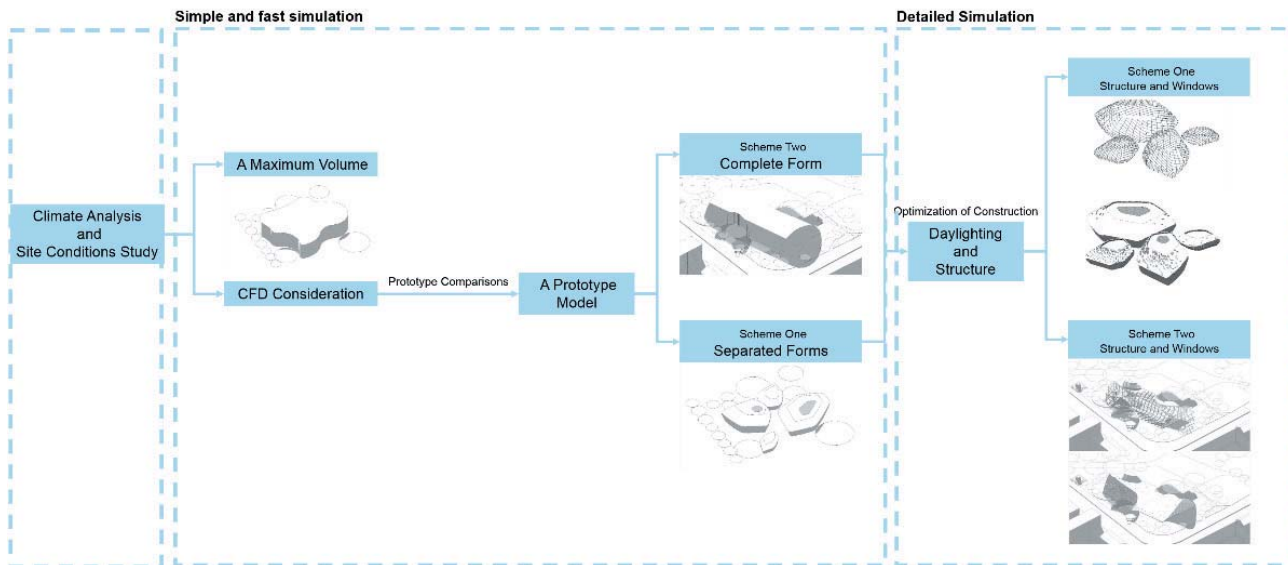 Simple and fast simulation
Detailed Simulation
Climate Analysis
and
Site Conditions Study
A Maximum Volume
CFD Consideration
Prototype Comparisons
A Prototype
Model
Scheme Two
Complete Form
Scheme One
Separated Forms
Optimization of Construction
Daylighting
and
Structure
Scheme One
Structure and Windows
Scheme Two
Structure and Windows